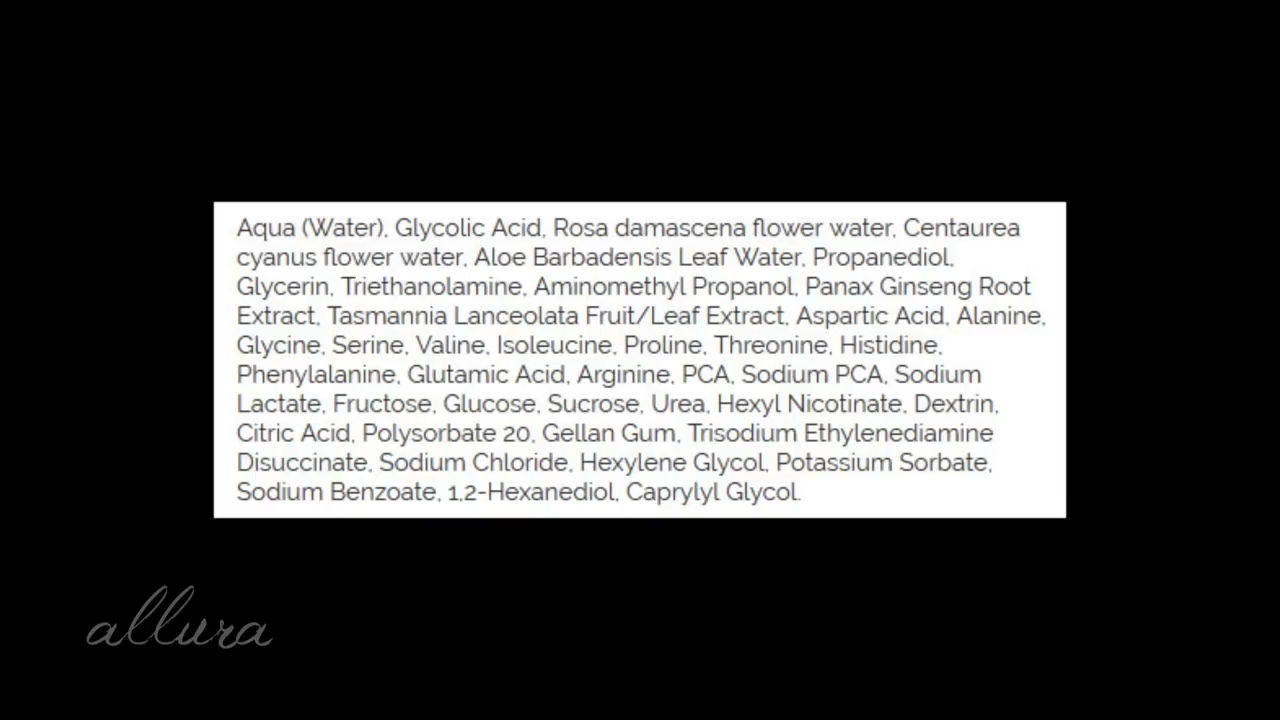 Aqua (Water), Glycolic Acid, Rosa damascena flower water, Centaurea
cyanus flower water, Aloe Barbadensis Leaf Water, Propanediol,
Glycerin, Triethanolamine, Aminomethyl Propanol, Panax Ginseng Root
Extract, Tasmannia Lanceolata Fruit/Leaf Extract, Aspartic Acid, Alanine,
Glycine, Serine, Valine, Isoleucine, Proline, Threonine, Histidine,
Phenylalanine, Glutamic Acid, Arginine, PCA, Sodium PCA, Sodium
Lactate, Fructose, Glucose, Sucrose, Urea, Hexyl Nicotinate, Dextrin,
Citric Acid, Polysorbate 20, Gellan Gum, Trisodium Ethylenediamine
Disuccinate, Sodium Chloride, Hexylene Glycol, Potassium Sorbate,
Sodium Benzoate, 1,2-Hexanediol, Caprylyl Glycol.
allura